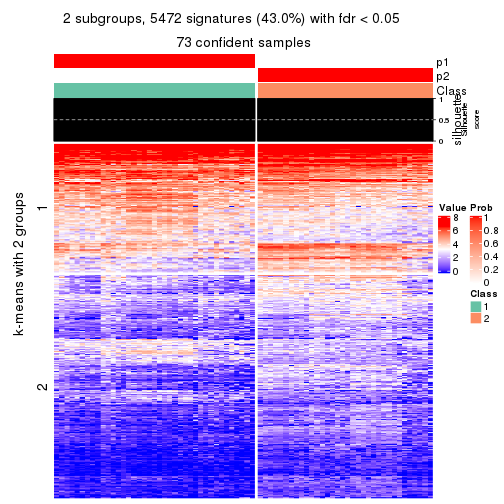 2 subgroups, 5472 signatures (43.0%) with fdr < 0.05
73 confident samples
p1
p2
Class
1
0.5
0
silhouette
Silhouette
score
k-means with 2 groups
1
2
Value
8
6
4
2
0
Prob
1
0.8
0.6
0.4
0.2
0
Class
1
2